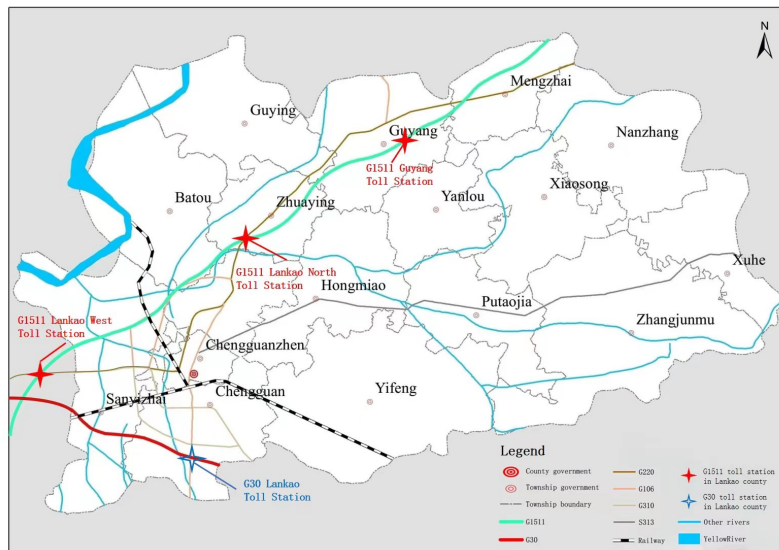 N
Mengzhai
Guying
Guyang
Nanzhang
G1511 Guyang
Toll Station
Batou
Zhuaying
Yanlou
Xiaosong
G1511 Lankao North
Toll Station
Xuhe
Hongmiao
Putaojia
G1511 Lankao West
Toll Station
Zhangjunmu
Chengguanzhen
Yifeng
Sanyizhai
Chengguan
G30 Lankao
Toll Station
Legend
County government
Township government
Township boundary
G1511
G30
G220
G106
G310
S313
Railway
G1511 toll station
in Lankao county
G30 toll station
in Lankao county
Other rivers
YellowRiver